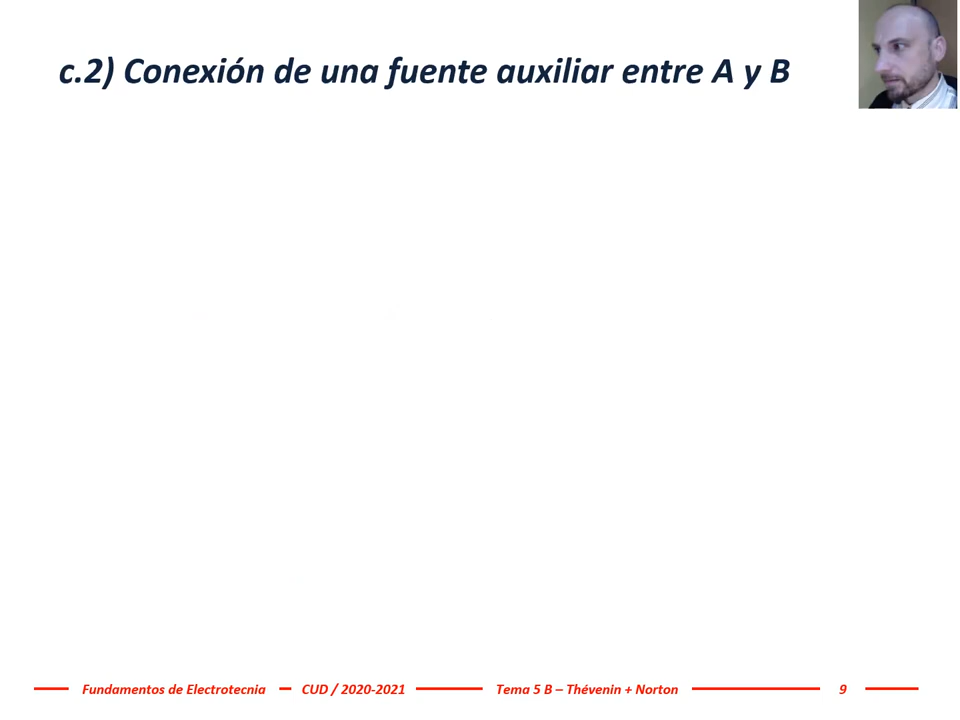 c.2) Conexión de una fuente auxiliar entre A y B
Fundamentos de Electrotecnia – CUD / 2020-2021 Tema 5 B – Thévenin + Norton 9